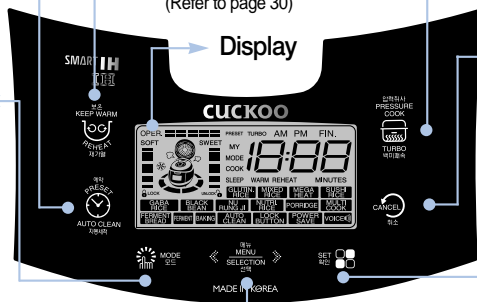 (Refer to page 30)
Display
SMART IH
IH
보온
KEEP WARM
REHEAT
재가열
CUCKOO
압력취사
PRESSURE
COOK
TURBO
백미쾌속
OPER.
SOFT
SWEET
PRESET TURBO AM PM FIN.
MY
MODE
COOK
18:88
SLEEP WARM REHEAT MINUTES
LOCK
UNLOCK
GLUTIN. RICE
MIXED RICE
MEGA HEAT
SUSHI RICE
GABA RICE
BLACK BEAN
NU RUNG JI
NUTRI. RICE
PORRIDGE
MULTI COOK
FERMENT BREAD
FERMENT
BAKING
AUTO CLEAN
LOCK BUTTON
POWER SAVE
VOICE
예약
PRESET
AUTO CLEAN
자동세척
CANCEL
취소
MODE
모드
메뉴
MENU
SELECTION
선택
SET
확인
MADE IN KOREA